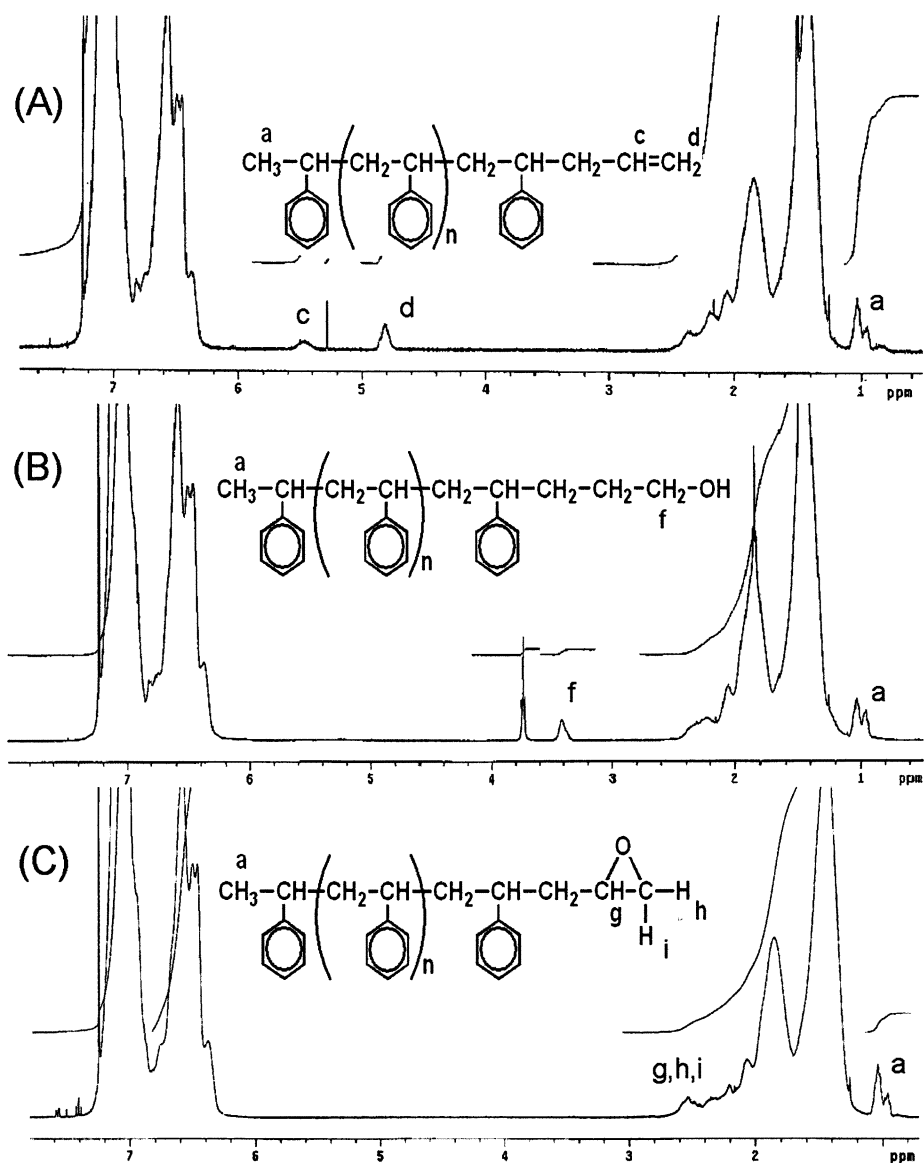 (A)
a
c
d
CH3-CH-CH2-CH-CH2-CH-CH2-CH=CH2
n
c
d
a
7 6 5 4 3 2 1 ppm
(B)
a
CH3-CH-CH2-CH-CH2-CH-CH2-CH2-CH2-OH
f
n
f
a
7 6 5 4 3 2 1 ppm
(C)
O
a
CH3-CH-CH2-CH-CH2-CH-CH2-CH-C-H
g
h
H
i
n
g,h,i
a
7 6 5 4 3 2 1 ppm